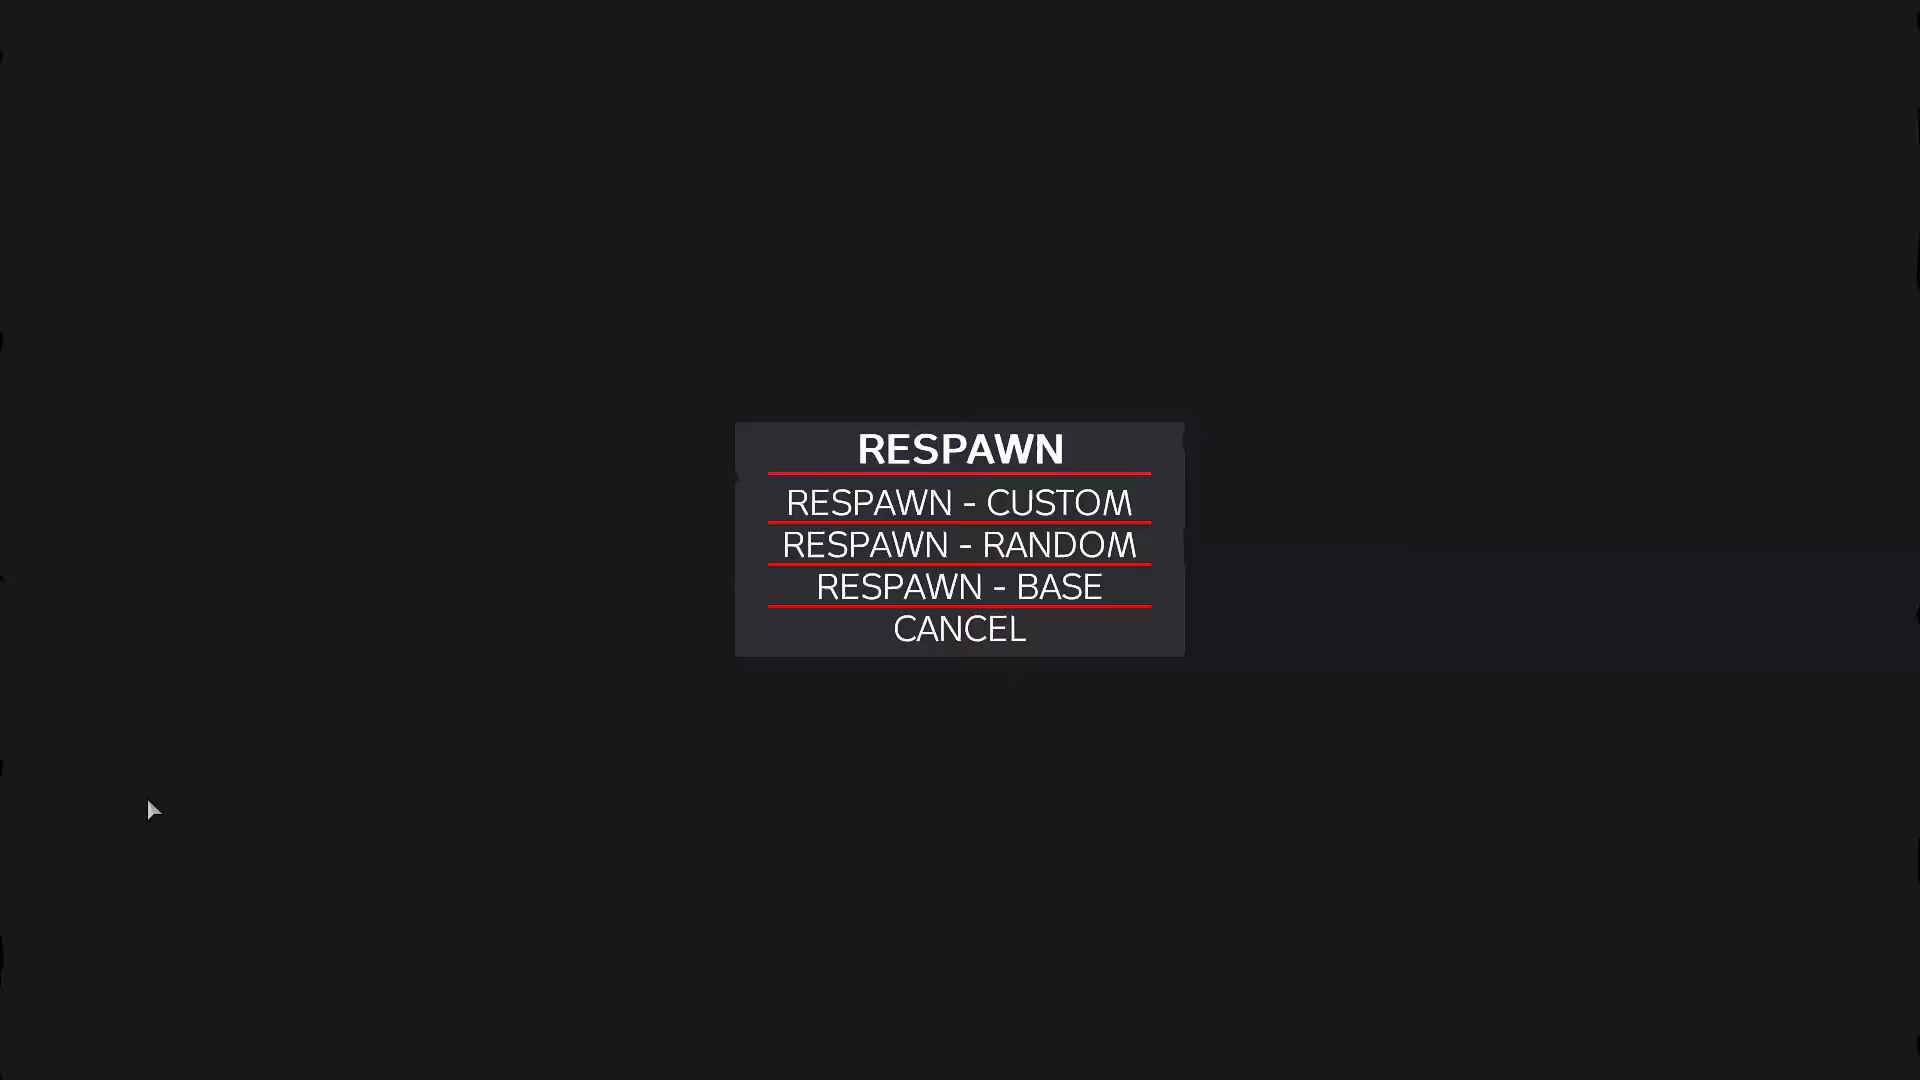 RESPAWN
RESPAWN - CUSTOM
RESPAWN - RANDOM
RESPAWN - BASE
CANCEL